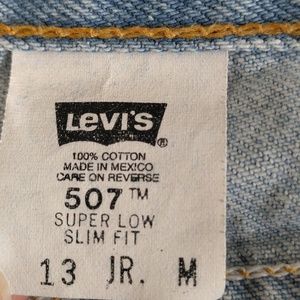 Levi's ®
100% COTTON
MADE IN MEXICO
CARE ON REVERSE
507™
SUPER LOW
SLIM FIT
13 JR. M